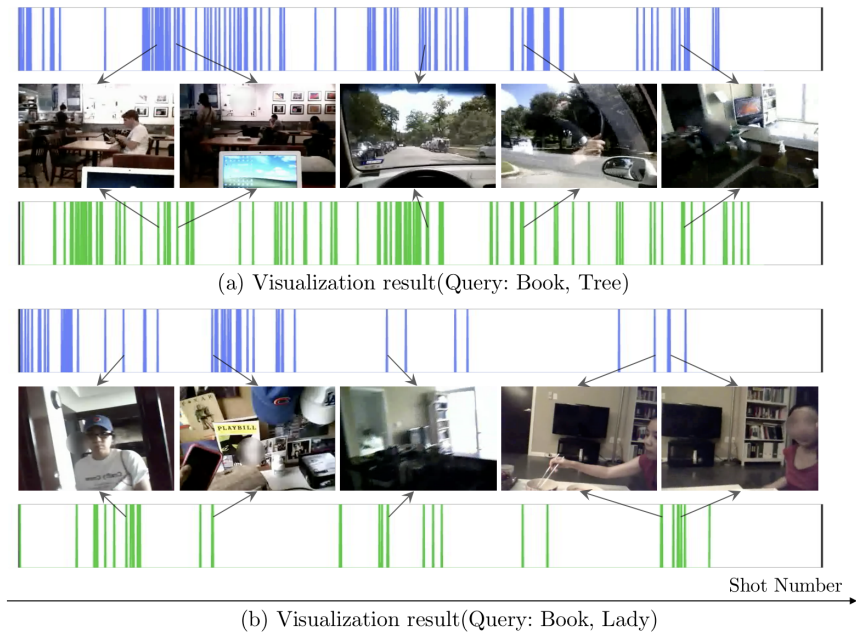 (a) Visualization result(Query: Book, Tree)
PLAYBILL
Shot Number
(b) Visualization result(Query: Book, Lady)